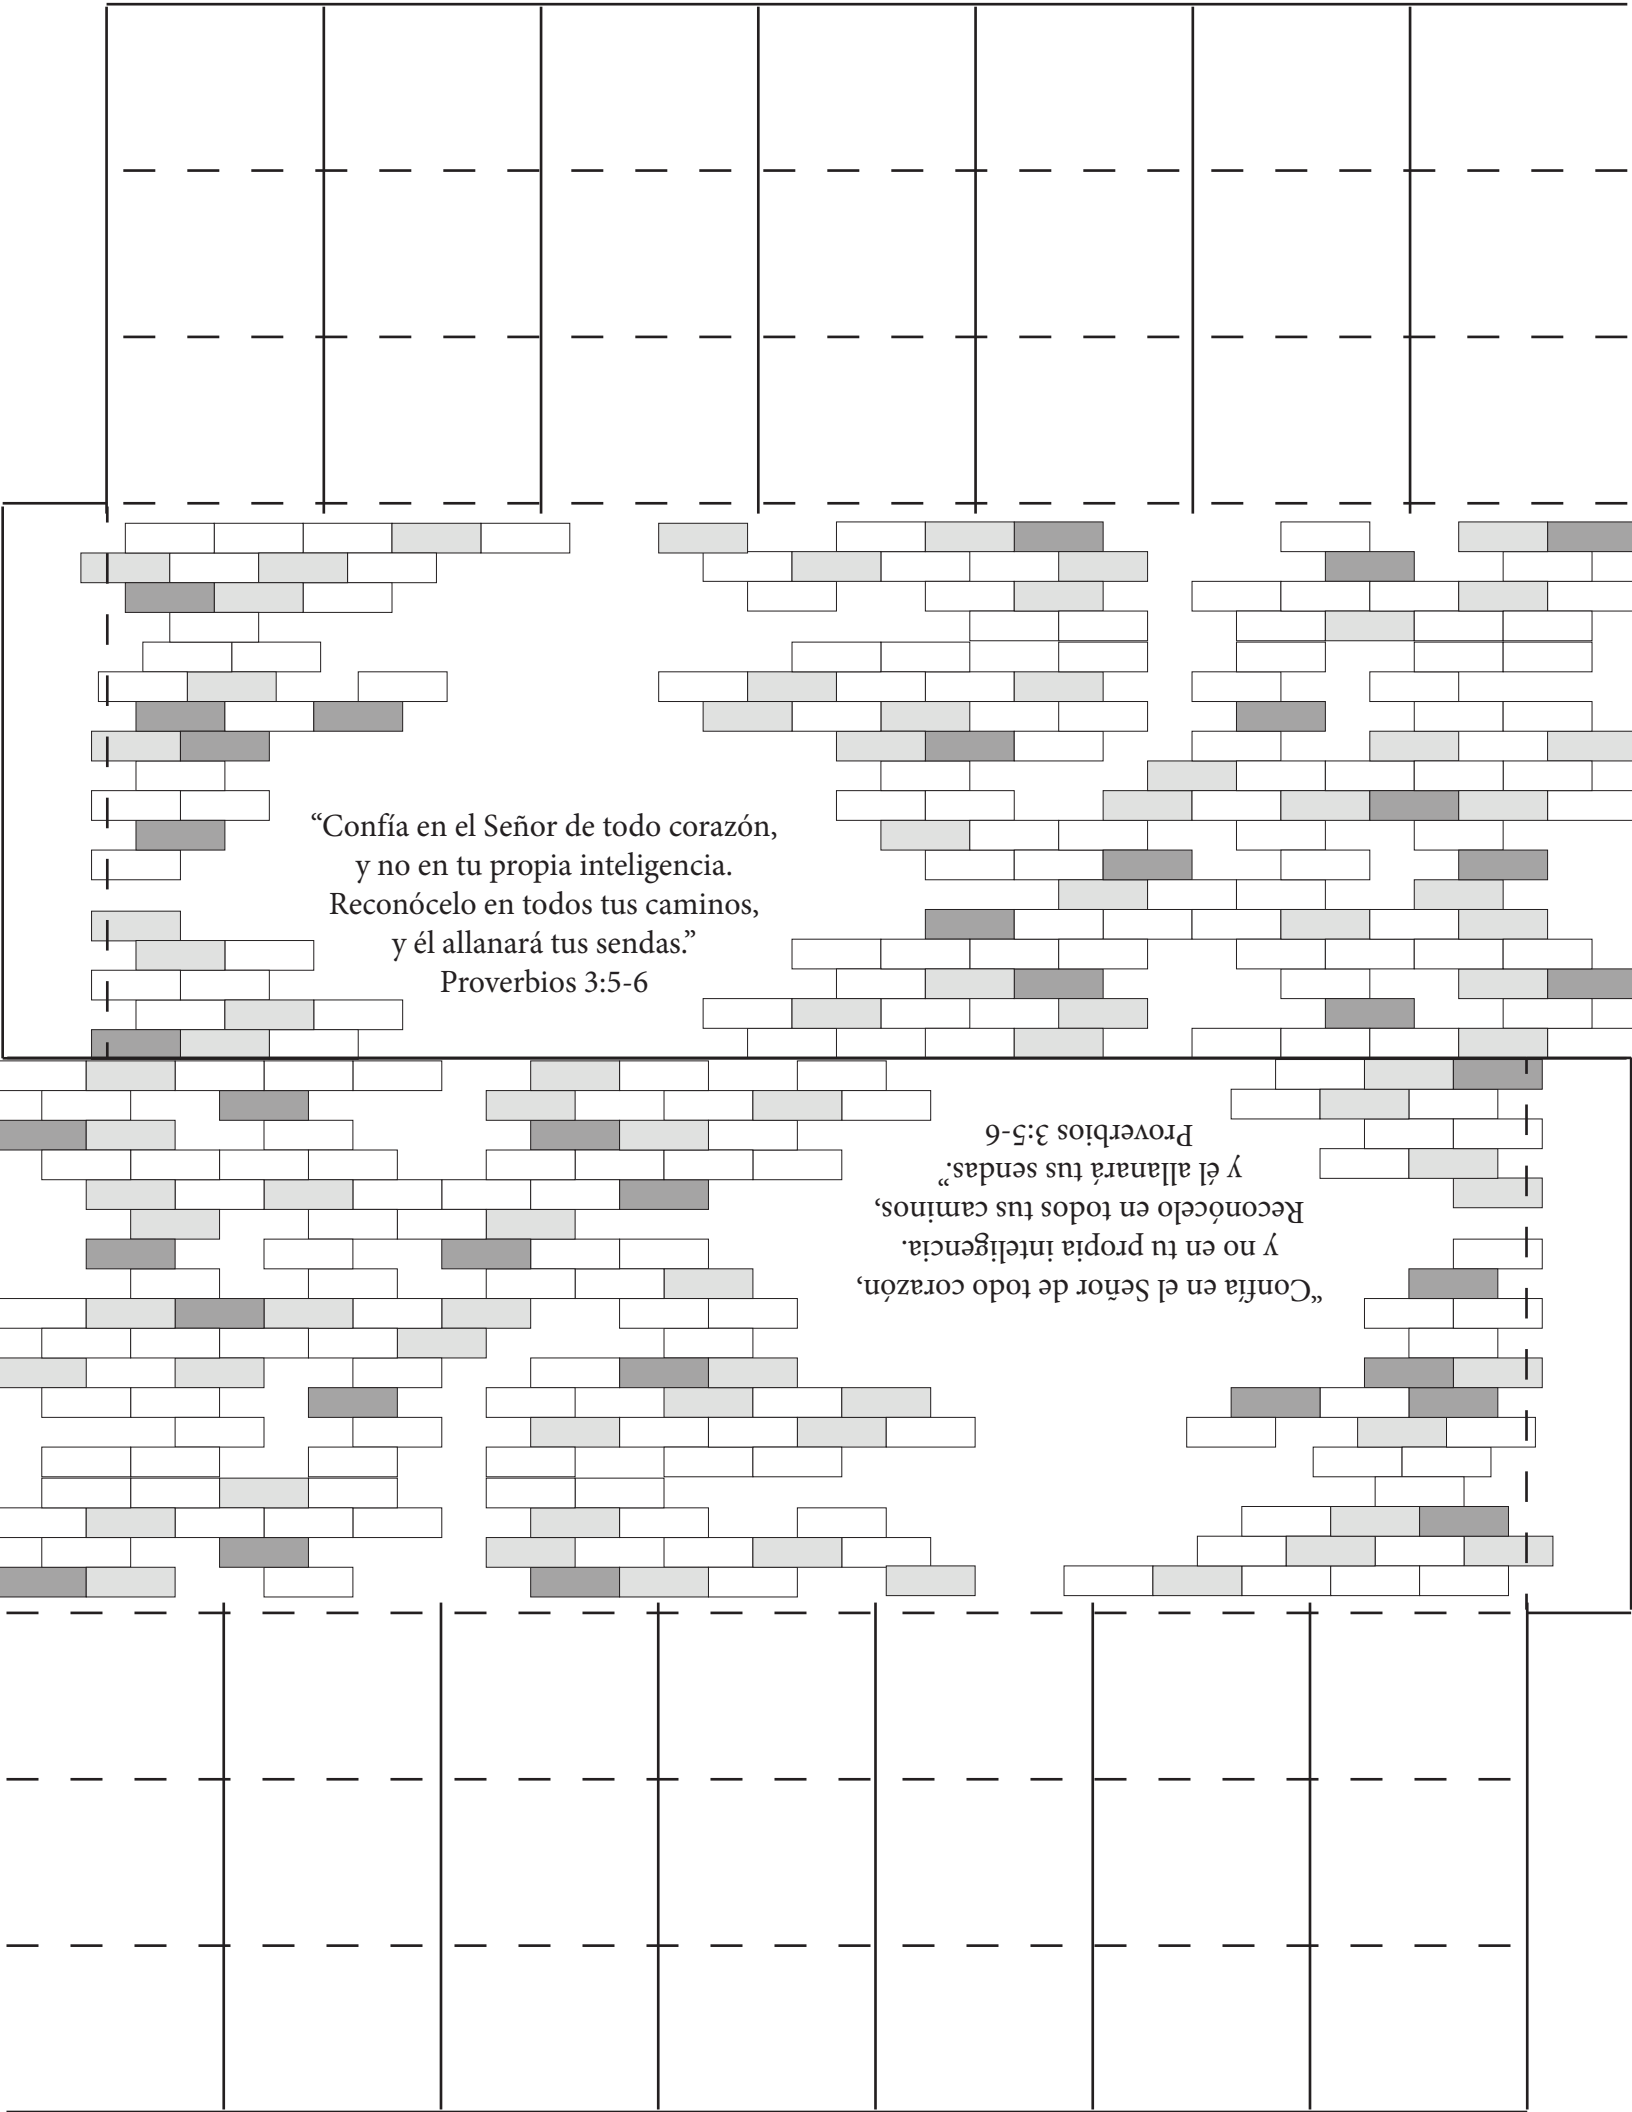 “Confía en el Señor de todo corazón,
y no en tu propia inteligencia.
Reconócelo en todos tus caminos,
y él allanará tus sendas.”
Proverbios 3:5-6
“Confía en el Señor de todo corazón,
y no en tu propia inteligencia.
Reconócelo en todos tus caminos,
y él allanará tus sendas.”
Proverbios 3:5-6